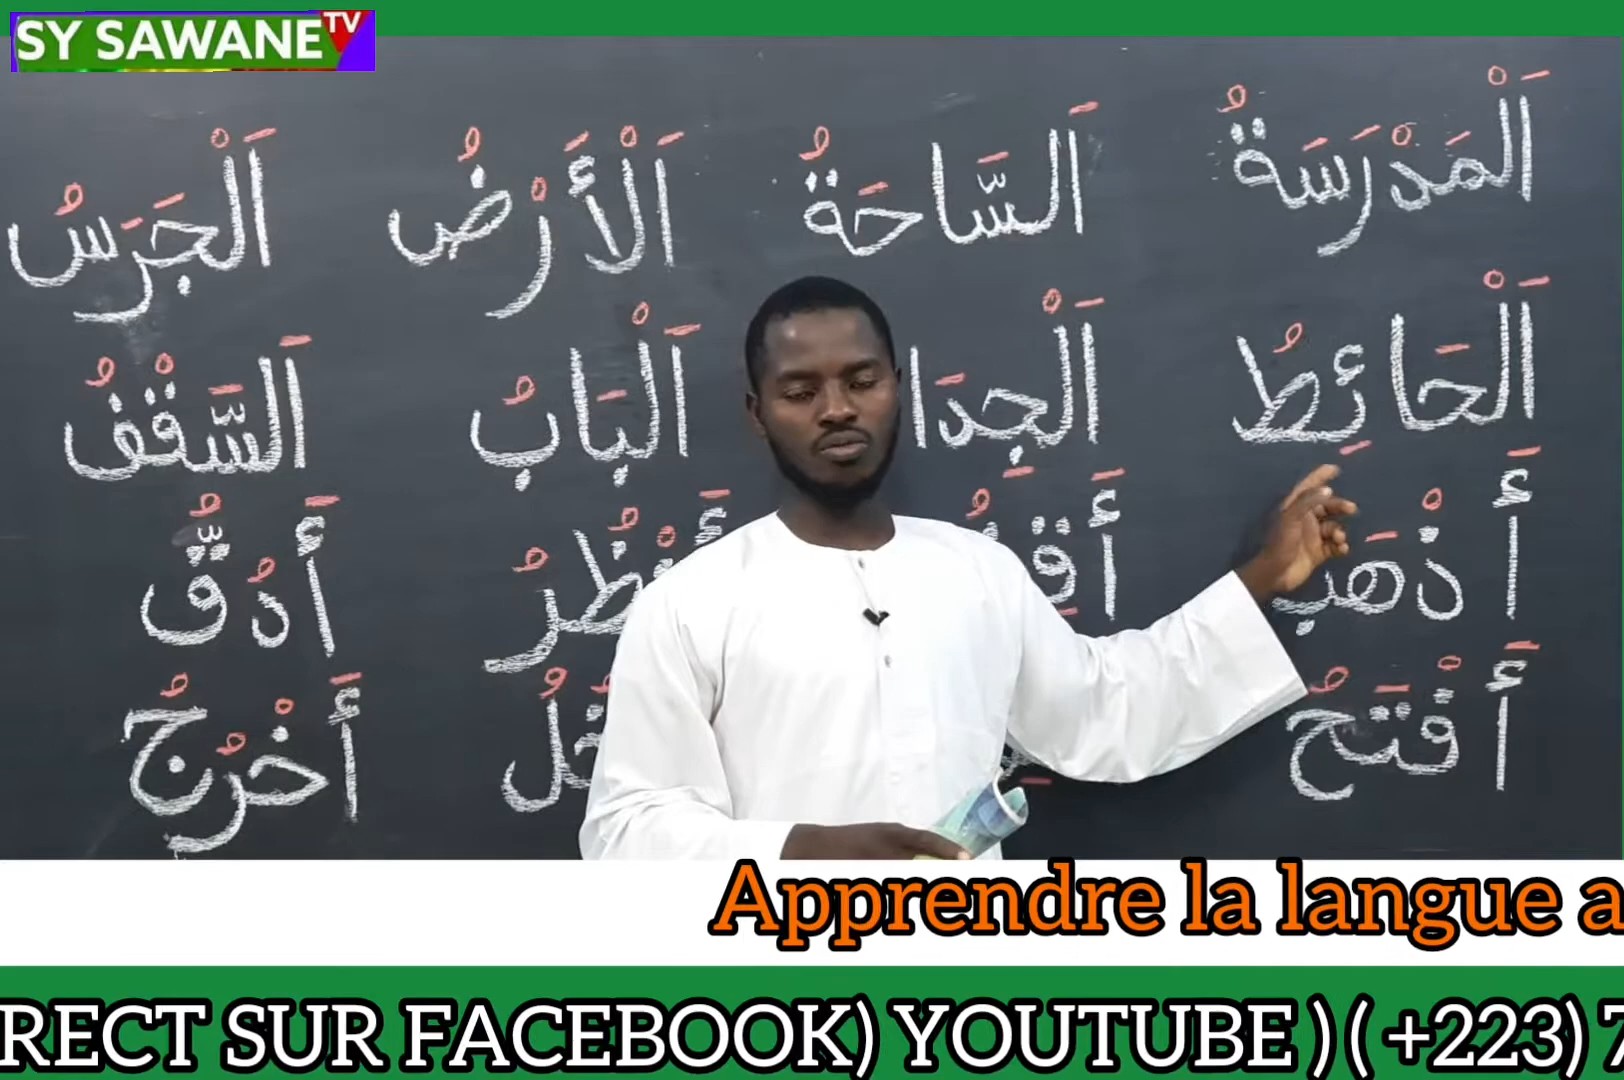 SY SAWANE TV
اَلْمَدْرَسَةُ اَلسَّاحَةُ اَلْأَرْضُ اَلْجَرَسُ
اَلْحَائِطُ اَلْبَابُ اَلسَّقْفُ
أَذْهَبُ أَنْظُرُ أَدُقُّ
أَفْتَحُ أَخْرُجُ
Apprendre la langue a
RECT SUR FACEBOOK) YOUTUBE ) ( +223) 7